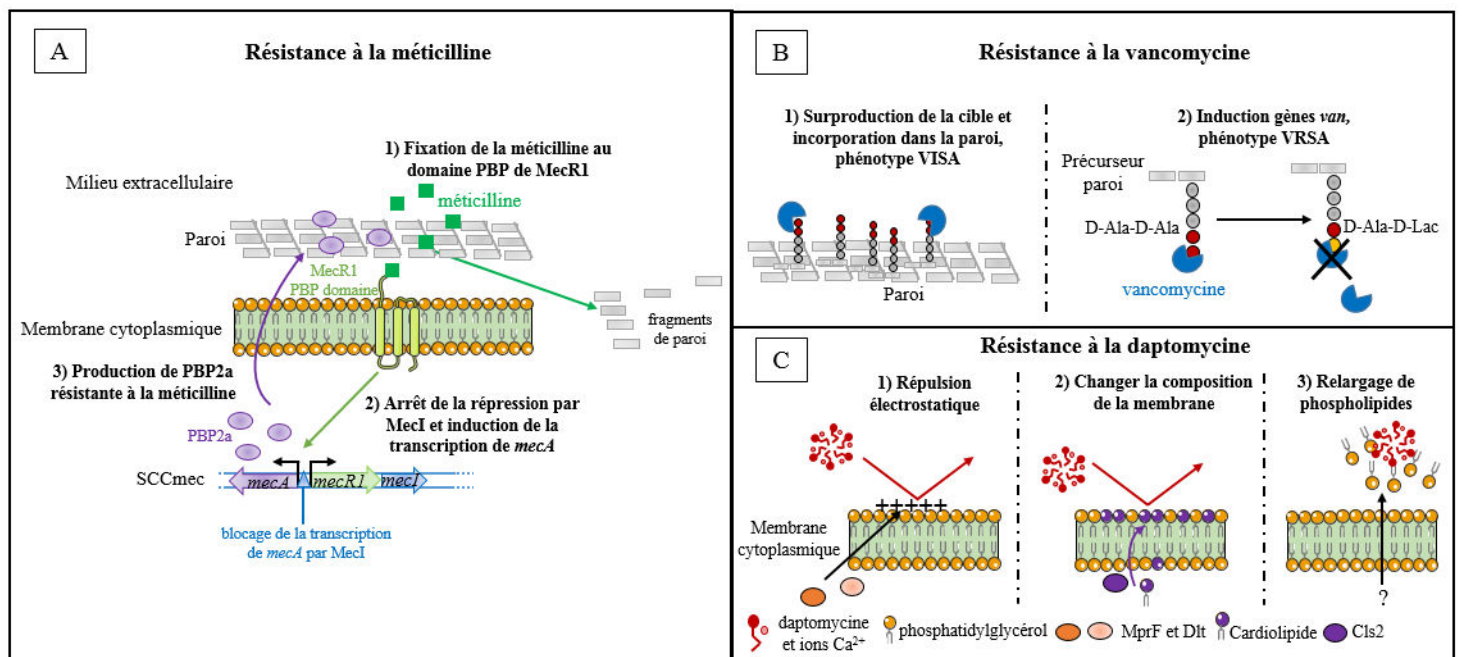 A
Résistance à la méticilline
1) Fixation de la méticilline au
domaine PBP de MecR1
Milieu extracellulaire
méticilline
Paroi
MecR1
PBP domaine
fragments
de paroi
Membrane cytoplasmique
3) Production de PBP2a
résistante à la méticilline
2) Arrêt de la répression par
MecI et induction de la
transcription de mecA
PBP2a
SCCmec
mecA
mecR1
mecI
blocage de la transcription
de mecA par MecI
B
Résistance à la vancomycine
1) Surproduction de la cible et
incorporation dans la paroi,
phénotype VISA
Paroi
2) Induction gènes van,
phénotype VRSA
Précurseur
paroi
D-Ala-D-Ala
D-Ala-D-Lac
vancomycine
C
Résistance à la daptomycine
1) Répulsion
électrostatique
+++++
Membrane
cytoplasmique
2) Changer la composition
de la membrane
3) Relargage de
phospholipides
?
daptomycine
et ions Ca²⁺
phosphatidylglycérol
MprF et Dlt
Cardiolipide
Cls2